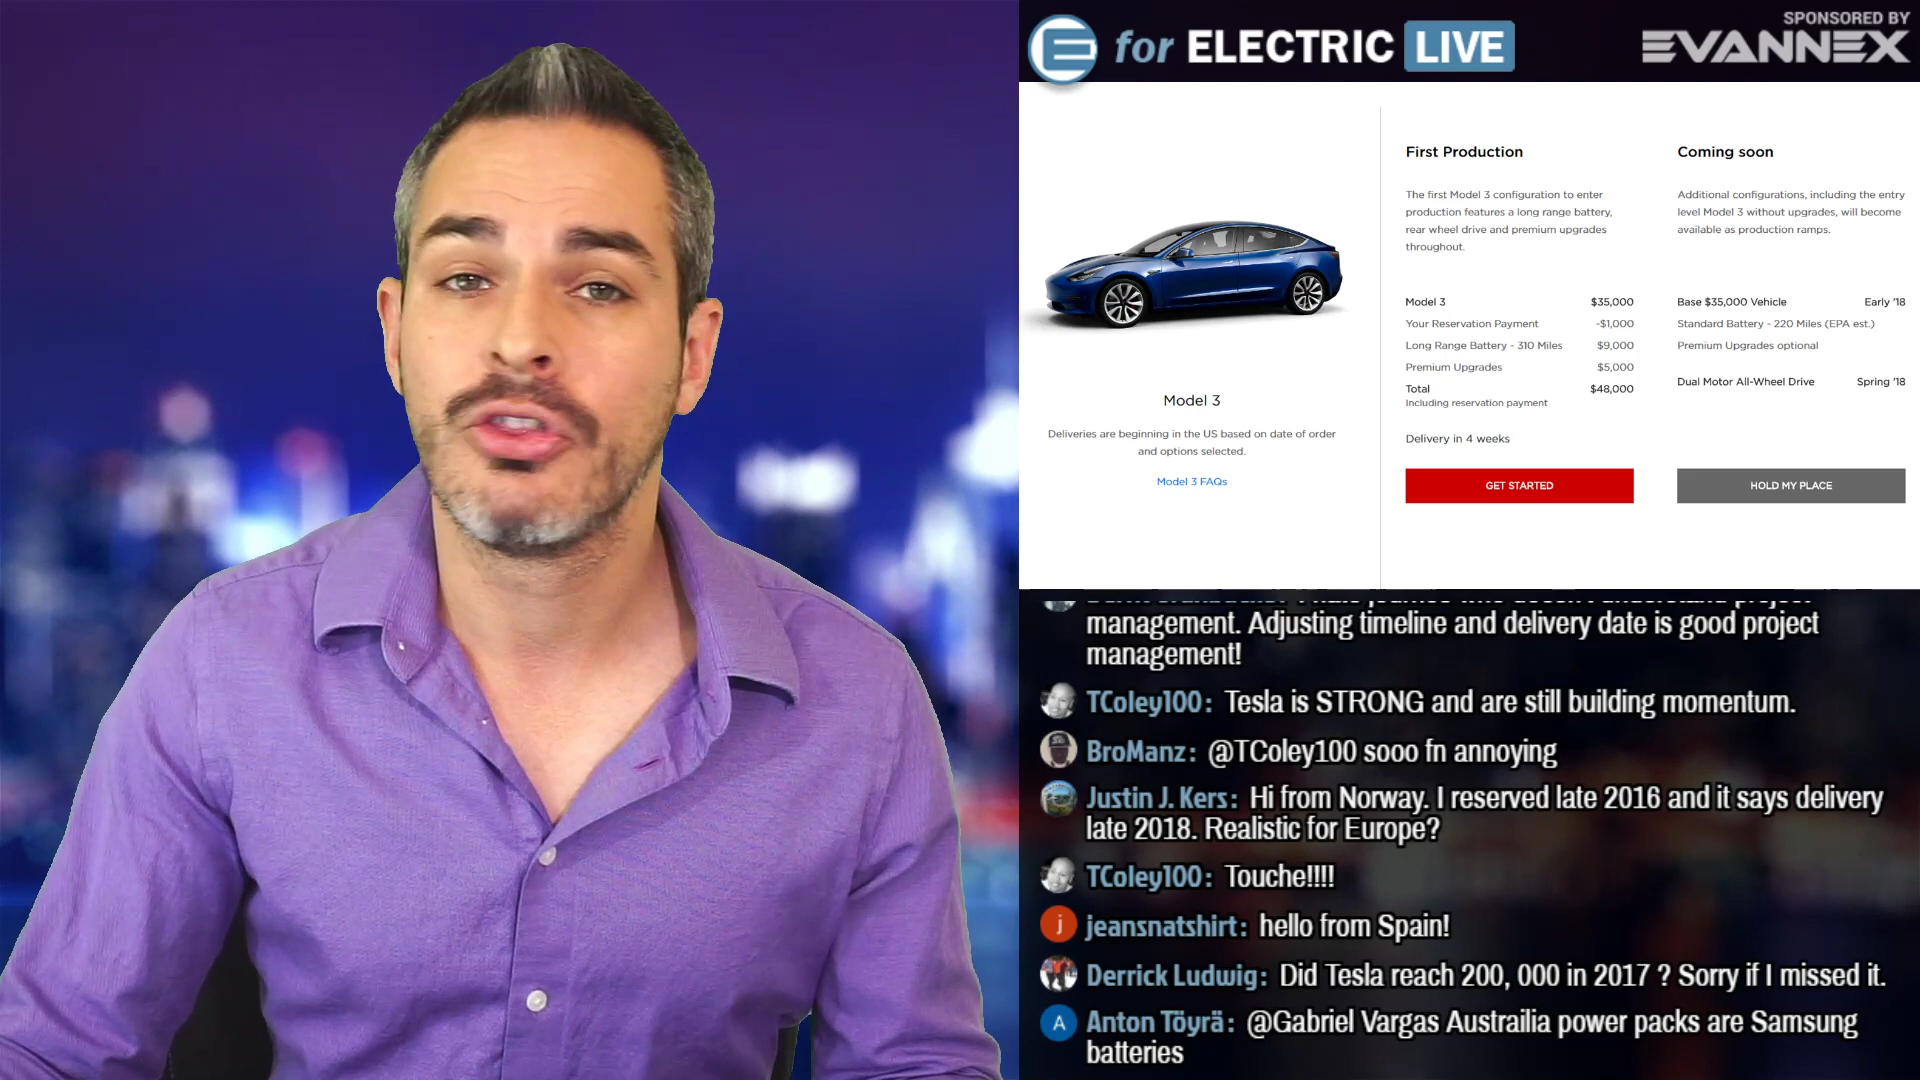 for ELECTRIC LIVE
SPONSORED BY
EVANNEX
First Production
The first Model 3 configuration to enter
production features a long range battery,
rear wheel drive and premium upgrades
throughout.
Model 3 $35,000
Your Reservation Payment -$1,000
Long Range Battery - 310 Miles $9,000
Premium Upgrades $5,000
Total $48,000
Including reservation payment
Delivery in 4 weeks
GET STARTED
Coming soon
Additional configurations, including the entry
level Model 3 without upgrades, will become
available as production ramps.
Base $35,000 Vehicle Early '18
Standard Battery - 220 Miles (EPA est.)
Premium Upgrades optional
Dual Motor All-Wheel Drive Spring '18
HOLD MY PLACE
Model 3
Deliveries are beginning in the US based on date of order
and options selected.
Model 3 FAQs
management. Adjusting timeline and delivery date is good project
management!
TColey100: Tesla is STRONG and are still building momentum.
BroManz: @TColey100 sooo fn annoying
Justin J. Kers: Hi from Norway. I reserved late 2016 and it says delivery
late 2018. Realistic for Europe?
TColey100: Touche!!!!
j jeansnatshirt: hello from Spain!
Derrick Ludwig: Did Tesla reach 200, 000 in 2017 ? Sorry if I missed it.
A Anton Töyrä: @Gabriel Vargas Austrailia power packs are Samsung
batteries